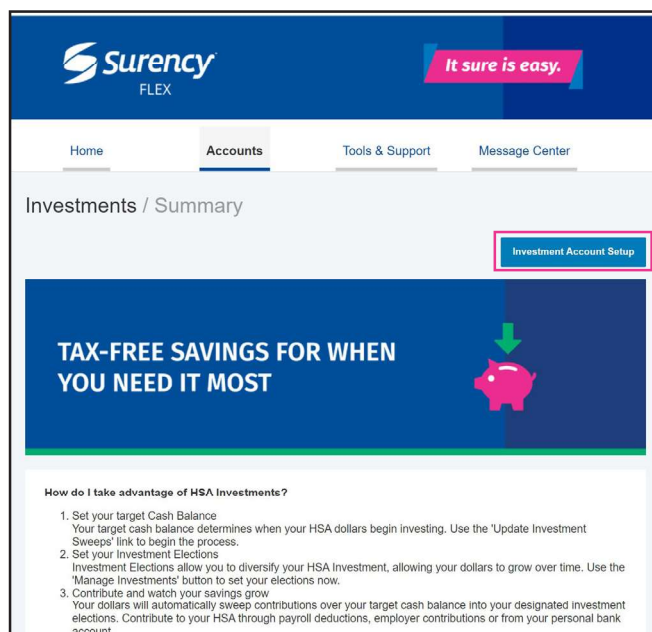 Surency
FLEX
It sure is easy.
Home Accounts Tools & Support Message Center
Investments / Summary
Investment Account Setup
TAX-FREE SAVINGS FOR WHEN
YOU NEED IT MOST
How do I take advantage of HSA Investments?
1. Set your target Cash Balance
Your target cash balance determines when your HSA dollars begin investing. Use the 'Update Investment
Sweeps' link to begin the process.
2. Set your Investment Elections
Investment Elections allow you to diversify your HSA Investment, allowing your dollars to grow over time. Use the
'Manage Investments' button to set your elections now.
3. Contribute and watch your savings grow
Your dollars will automatically sweep contributions over your target cash balance into your designated investment
elections. Contribute to your HSA through payroll deductions, employer contributions or from your personal bank
account.